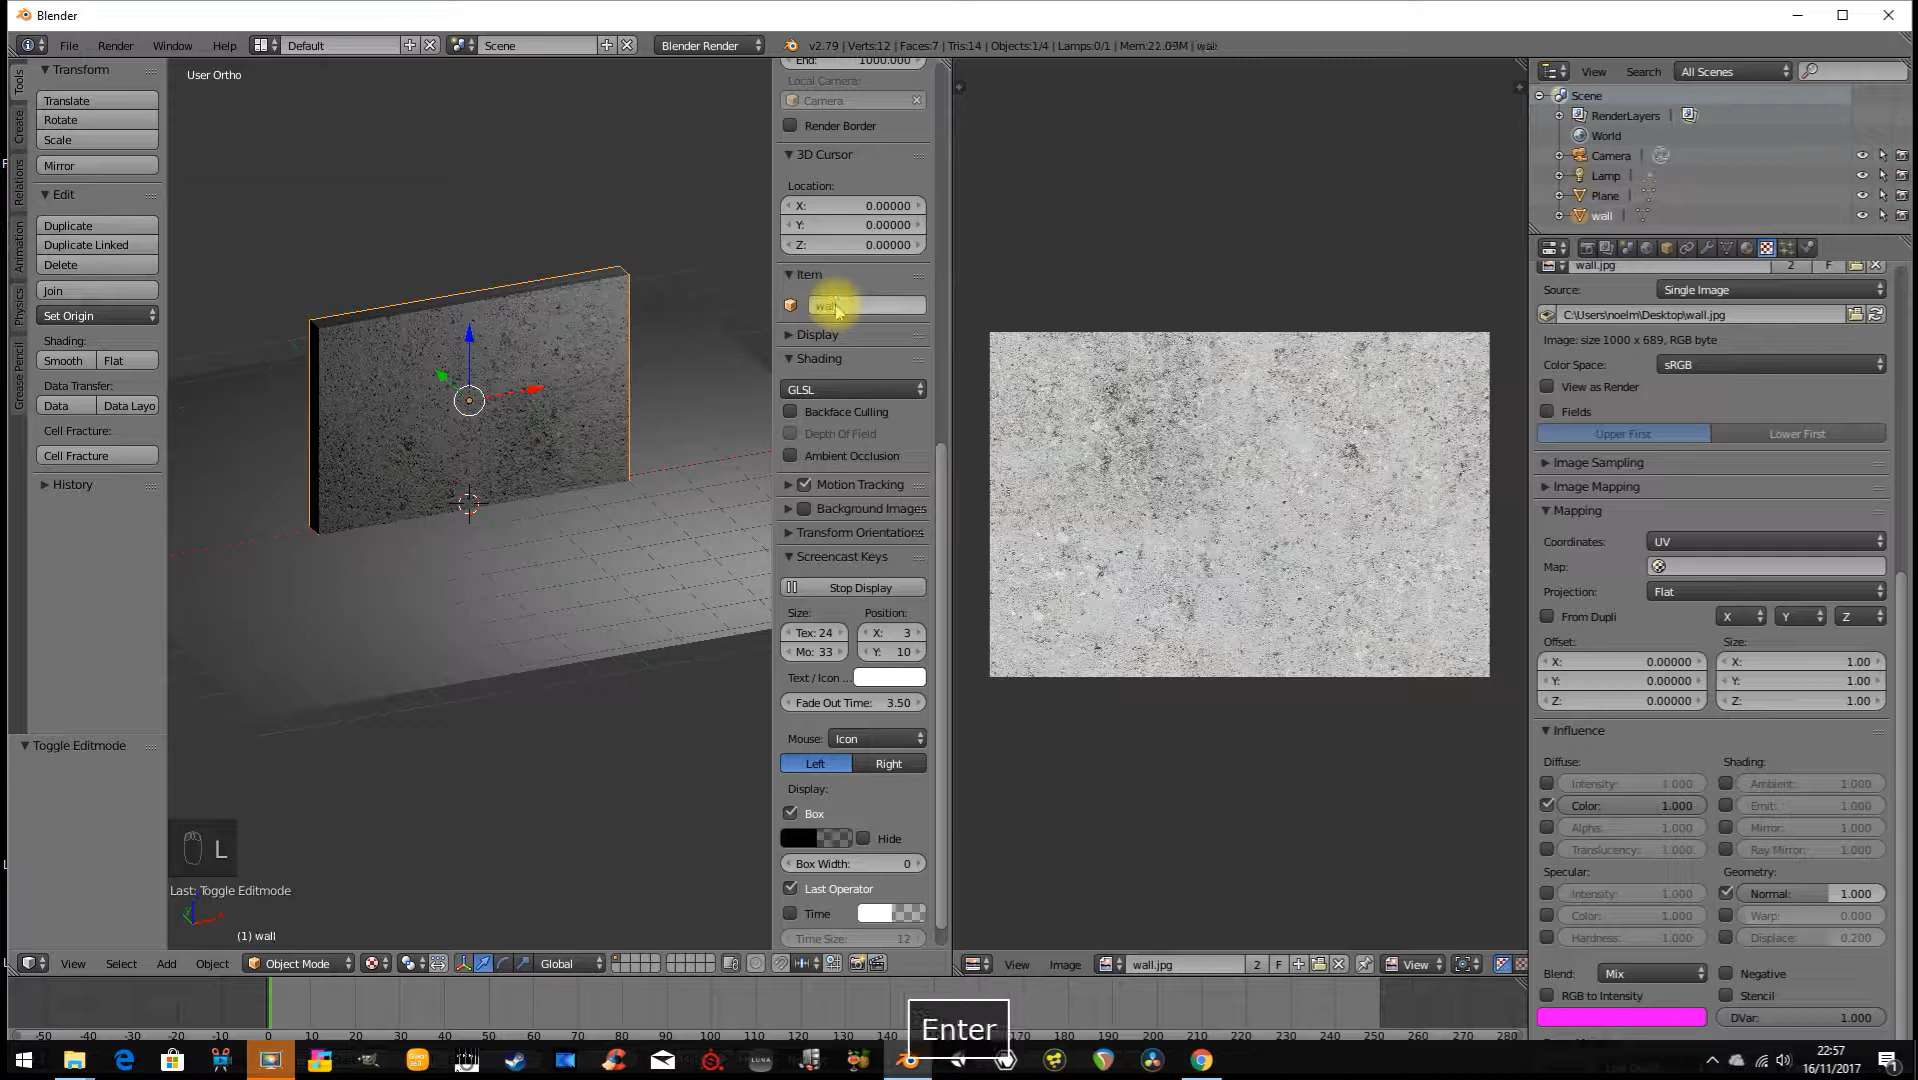 Blender
File Render Window Help Default Scene Blender Render v2.79 | Verts:12 | Faces:7 | Tris:14 | Objects:1/4 | Lamps:0/1 | Mem:22.03M | wall
Tools
Create
Relations
Animation
Physics
Grease Pencil
Transform
Translate
Rotate
Scale
Mirror
Edit
Duplicate
Duplicate Linked
Delete
Join
Set Origin
Shading:
Smooth Flat
Data Transfer:
Data Data Layo
Cell Fracture:
Cell Fracture
History
Toggle Editmode
User Ortho
L
Last: Toggle Editmode
(1) wall
End: 1000.000
Local Camera:
Camera
Render Border
3D Cursor
Location:
X: 0.00000
Y: 0.00000
Z: 0.00000
Item
wall
Display
Shading
GLSL
Backface Culling
Depth Of Field
Ambient Occlusion
Motion Tracking
Background Images
Transform Orientations
Screencast Keys
Stop Display
Size: Position:
Tex: 24 X: 3
Mo: 33 Y: 10
Text / Icon ...
Fade Out Time: 3.50
Mouse: Icon
Left Right
Display:
Box
Hide
Box Width: 0
Last Operator
Time
Time Size: 12
View Search All Scenes
Scene
RenderLayers
World
Camera
Lamp
Plane
wall
wall.jpg 2 F
Source: Single Image
C:\Users\noelm\Desktop\wall.jpg
Image: size 1000 x 689, RGB byte
Color Space: sRGB
View as Render
Fields
Upper First Lower First
Image Sampling
Image Mapping
Mapping
Coordinates: UV
Map:
Projection: Flat
From Dupli X Y Z
Offset: Size:
X: 0.00000 X: 1.00
Y: 0.00000 Y: 1.00
Z: 0.00000 Z: 1.00
Influence
Diffuse: Shading:
Intensity: 1.000 Ambient: 1.000
Color: 1.000 Emit: 1.000
Alpha: 1.000 Mirror: 1.000
Translucency: 1.000 Ray Mirror: 1.000
Specular: Geometry:
Intensity: 1.000 Normal: 1.000
Color: 1.000 Warp: 0.000
Hardness: 1.000 Displace: 0.200
Blend: Mix Negative
RGB to Intensity Stencil
DVar: 1.000
View Select Add Object Object Mode Global
View Image wall.jpg 2 F View
-50 -40 -30 -20 -10 0 10 20 30 40 50 60 70 80 90 100 110 120 130 140 180 190 200 210 220 230 240 250 260 270 280
Enter
22:57
16/11/2017